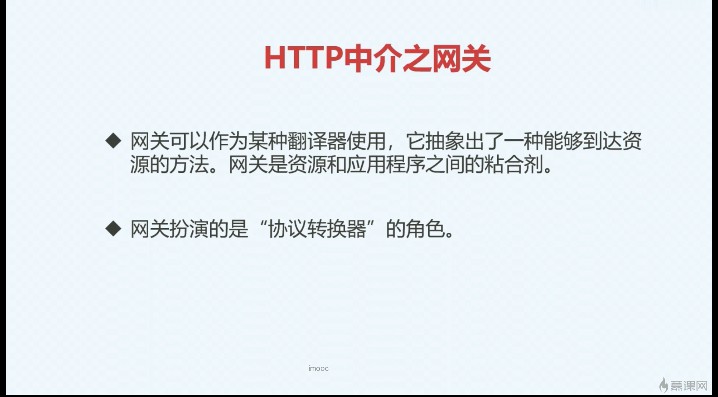 HTTP中介之网关
◆ 网关可以作为某种翻译器使用，它抽象出了一种能够到达资
源的方法。网关是资源和应用程序之间的粘合剂。
◆ 网关扮演的是“协议转换器”的角色。
imooc
慕课网